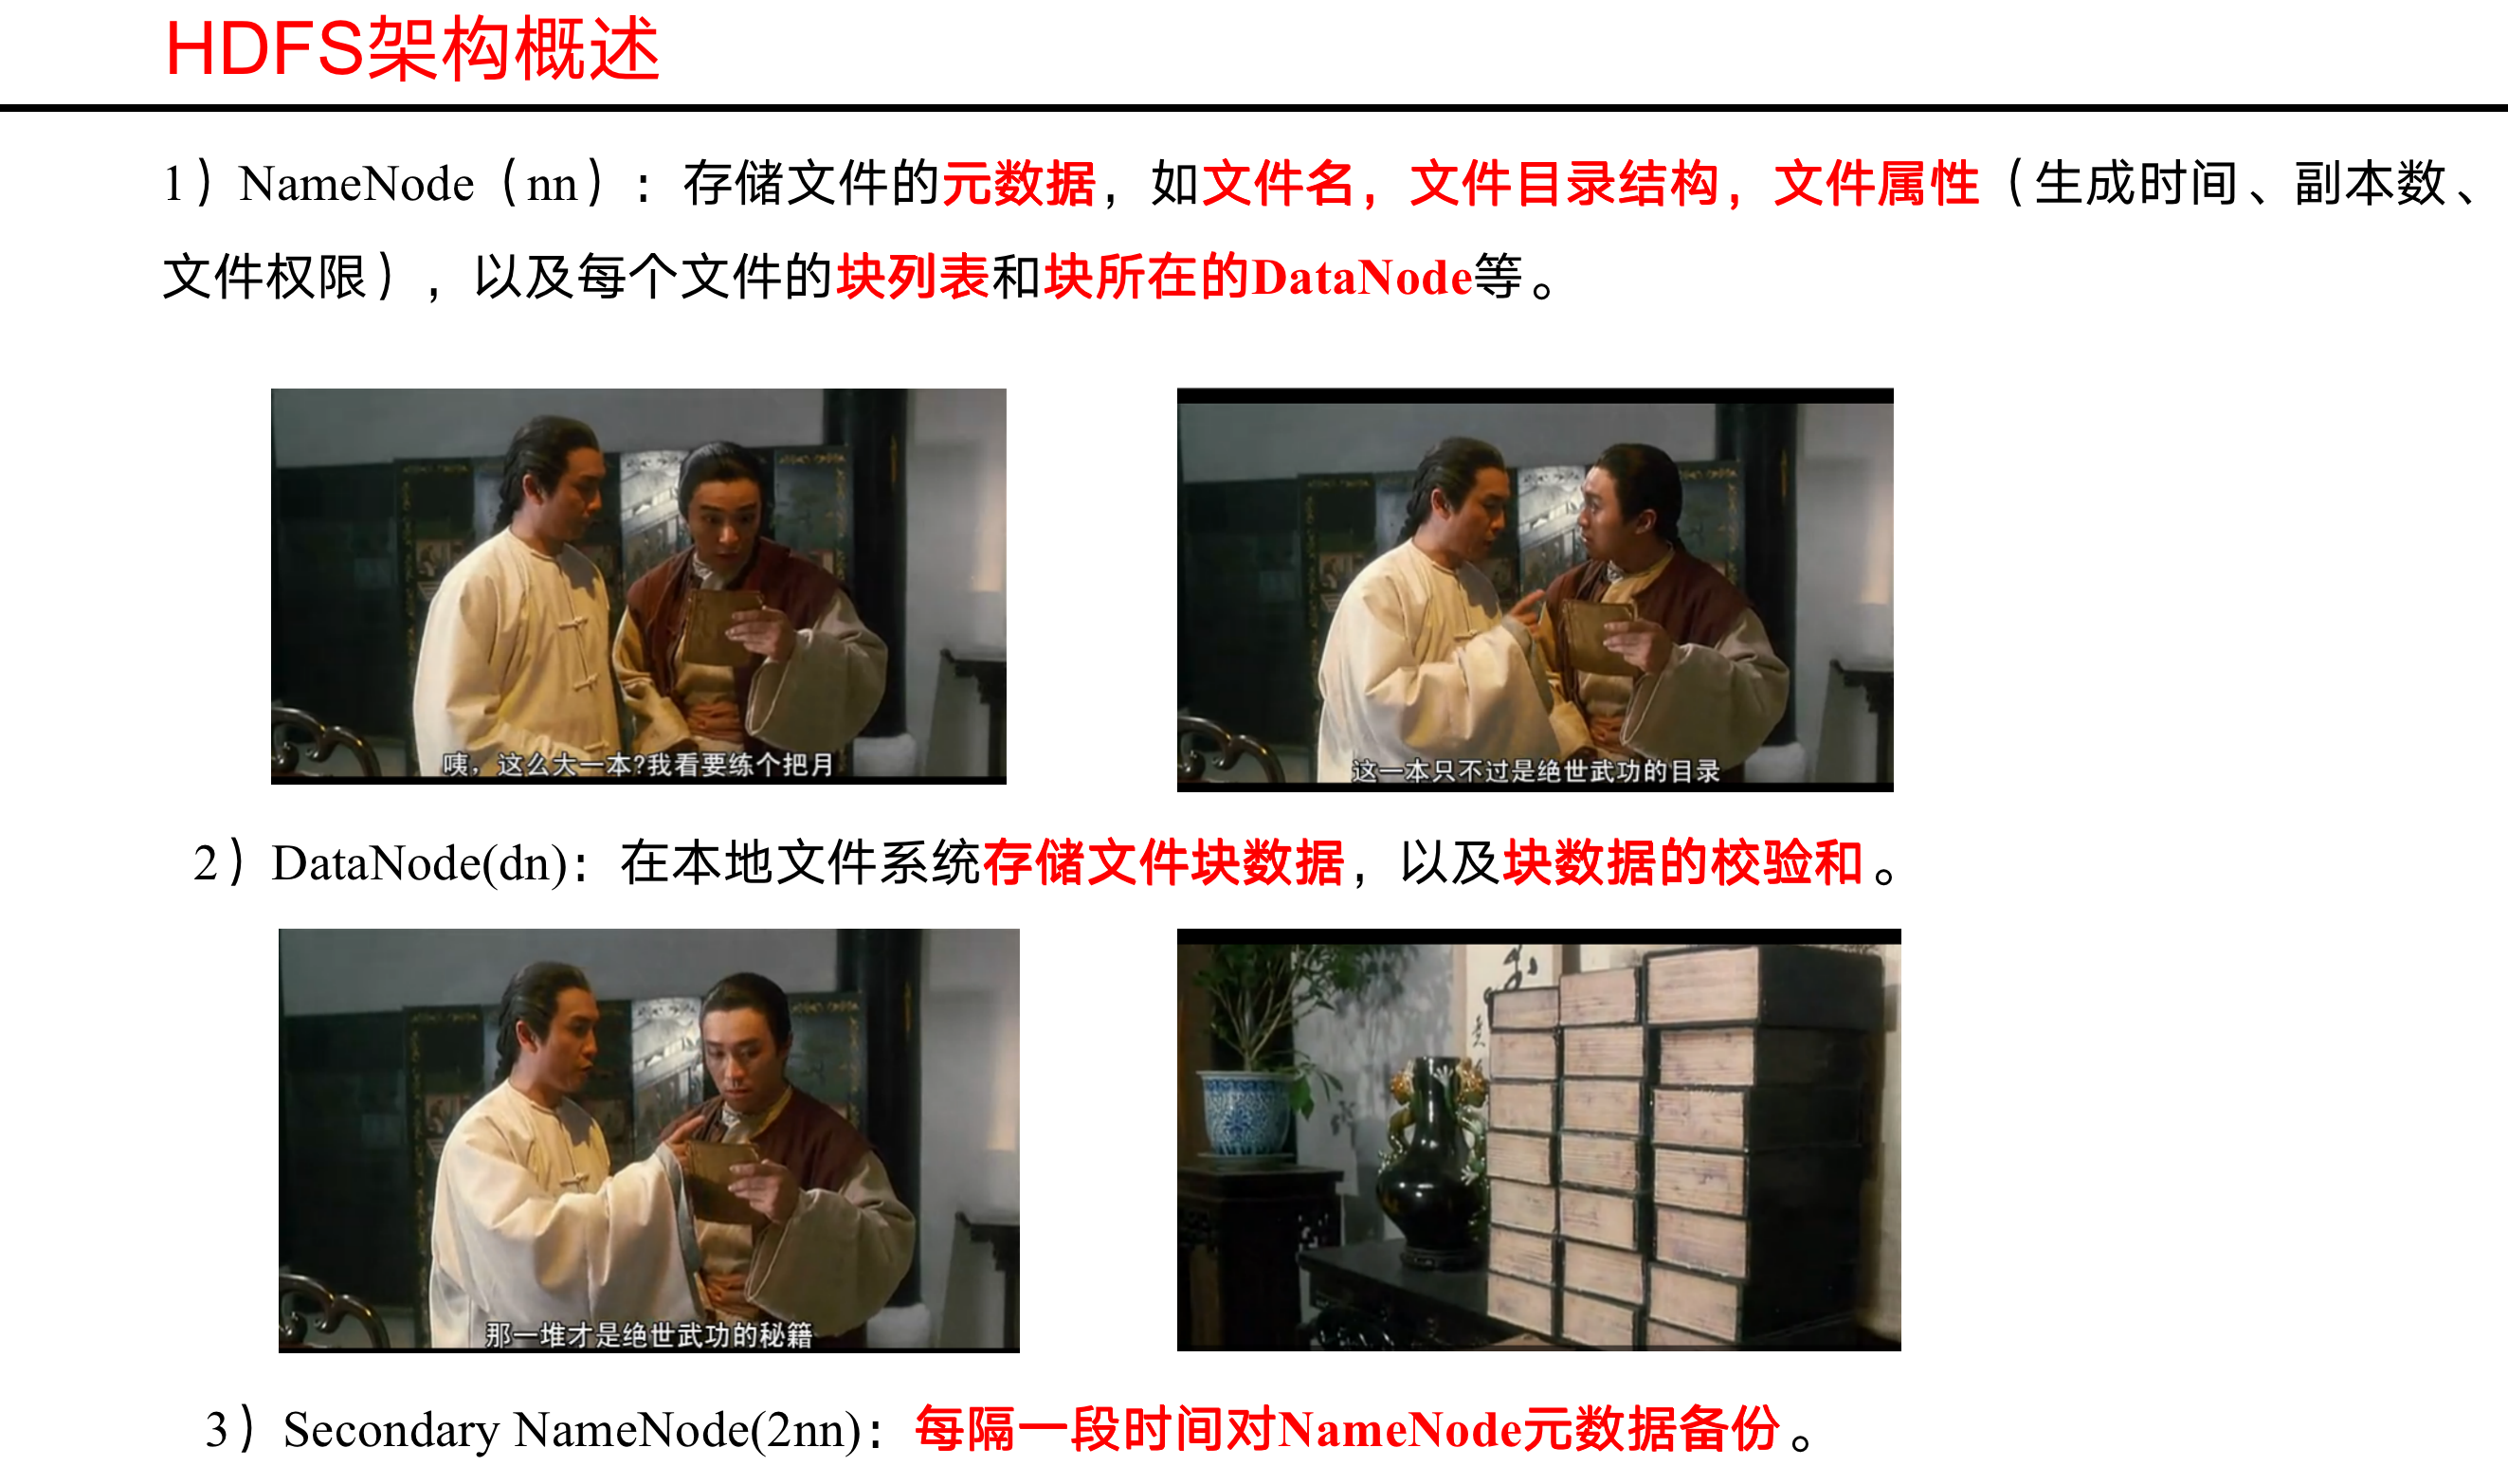 HDFS架构概述
1）NameNode（nn）：存储文件的元数据，如文件名，文件目录结构，文件属性（生成时间、副本数、
文件权限），以及每个文件的块列表和块所在的DataNode等。
咦，这么大一本?我看要练个把月
这一本只不过是绝世武功的目录
2）DataNode(dn)：在本地文件系统存储文件块数据，以及块数据的校验和。
那一堆才是绝世武功的秘籍
3）Secondary NameNode(2nn)：每隔一段时间对NameNode元数据备份。